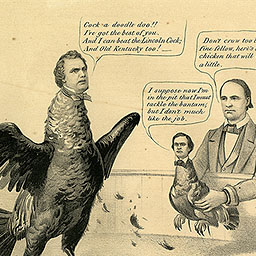 Cock-a doodle doo!!
I've got the best of you.
And I can beat the Lincoln Cock;
And Old Kentucky too!
Don't crow too l
fine fellow, here's
chicken that will
a little.
I suppose now I'm
in the pit that I must
tackle the bantam;
but I don't much
like the job.